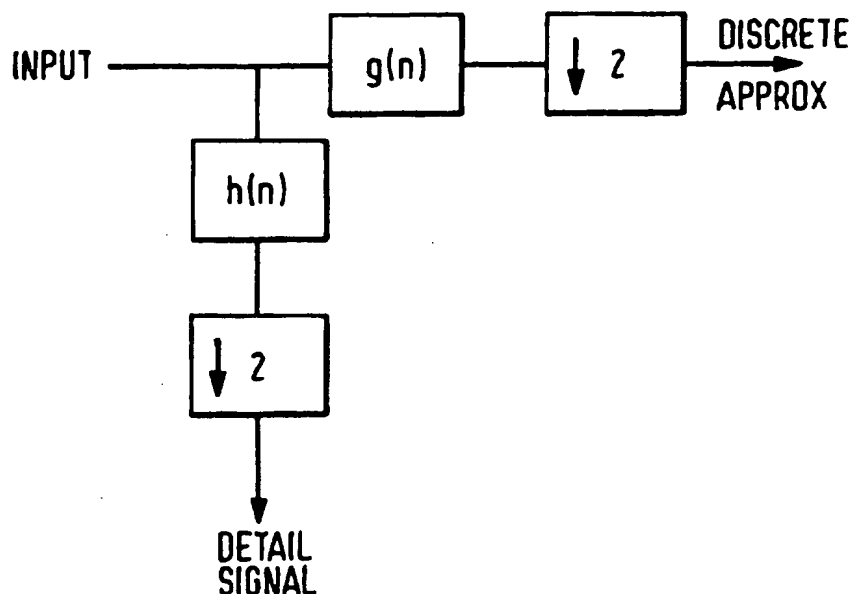 INPUT
g(n)
↓ 2
DISCRETE
APPROX
h(n)
↓ 2
DETAIL
SIGNAL